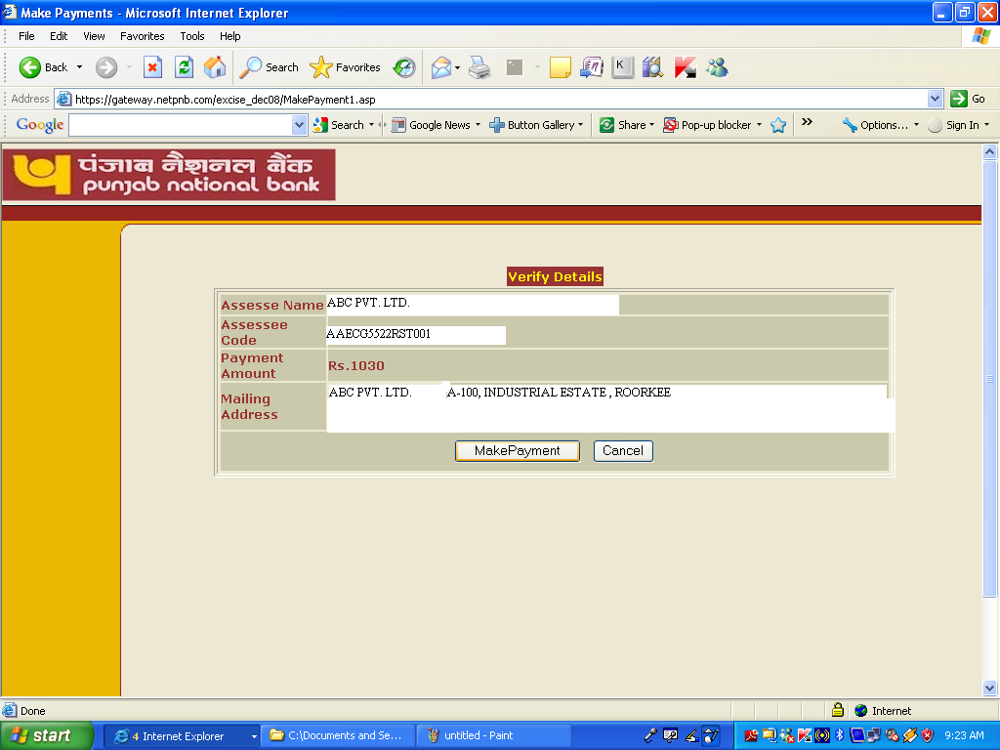 Make Payments - Microsoft Internet Explorer
File Edit View Favorites Tools Help
Back Search Favorites
Address https://gateway.netpnb.com/excise_dec08/MakePayment1.asp Go
Google Search Google News Button Gallery Share Pop-up blocker » Options... Sign In
पंजाब नैशनल बैंक
punjab national bank
Verify Details
Assesse Name ABC PVT. LTD.
Assessee
Code
AAECG5522RST001
Payment
Amount
Rs.1030
Mailing
Address
ABC PVT. LTD. A-100, INDUSTRIAL ESTATE , ROORKEE
MakePayment Cancel
Done Internet
start 4 Internet Explorer C:\Documents and Se... untitled - Paint 9:23 AM